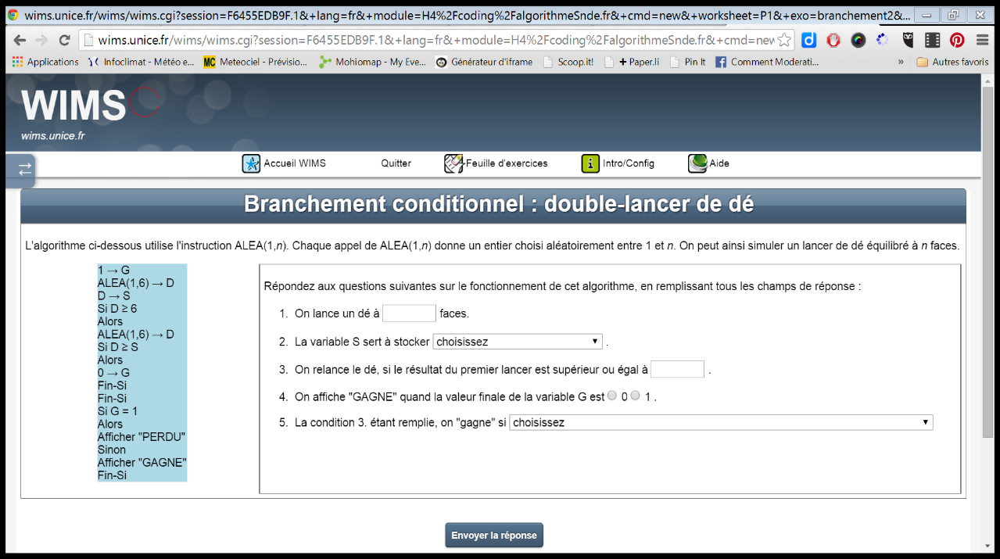 wims.unice.fr/wims/wims.cgi?session=F6455EDB9F.1&+lang=fr&+module=H4%2Fcoding%2FalgorithmeSnde.fr&+cmd=new&+worksheet=P1&+exo=branchement2&...
wims.unice.fr/wims/wims.cgi?session=F6455EDB9F.1&+lang=fr&+module=H4%2Fcoding%2FalgorithmeSnde.fr&+cmd=new
Applications Infoclimat - Météo e... MC Meteociel - Prévisio... Mohiomap - My Eve... Générateur d'iframe Scoop.it! + Paper.li Pin It Comment Moderati... » Autres favoris
WIMS
wims.unice.fr
Accueil WIMS Quitter Feuille d'exercices Intro/Config Aide
Branchement conditionnel : double-lancer de dé
L'algorithme ci-dessous utilise l'instruction ALEA(1,n). Chaque appel de ALEA(1,n) donne un entier choisi aléatoirement entre 1 et n. On peut ainsi simuler un lancer de dé équilibré à n faces.
1 → G
ALEA(1,6) → D
D → S
Si D ≥ 6
Alors
ALEA(1,6) → D
Si D ≥ S
Alors
0 → G
Fin-Si
Fin-Si
Si G = 1
Alors
Afficher "PERDU"
Sinon
Afficher "GAGNE"
Fin-Si
Répondez aux questions suivantes sur le fonctionnement de cet algorithme, en remplissant tous les champs de réponse :
1. On lance un dé à faces.
2. La variable S sert à stocker choisissez .
3. On relance le dé, si le résultat du premier lancer est supérieur ou égal à .
4. On affiche "GAGNE" quand la valeur finale de la variable G est 0 1 .
5. La condition 3. étant remplie, on "gagne" si choisissez
Envoyer la réponse